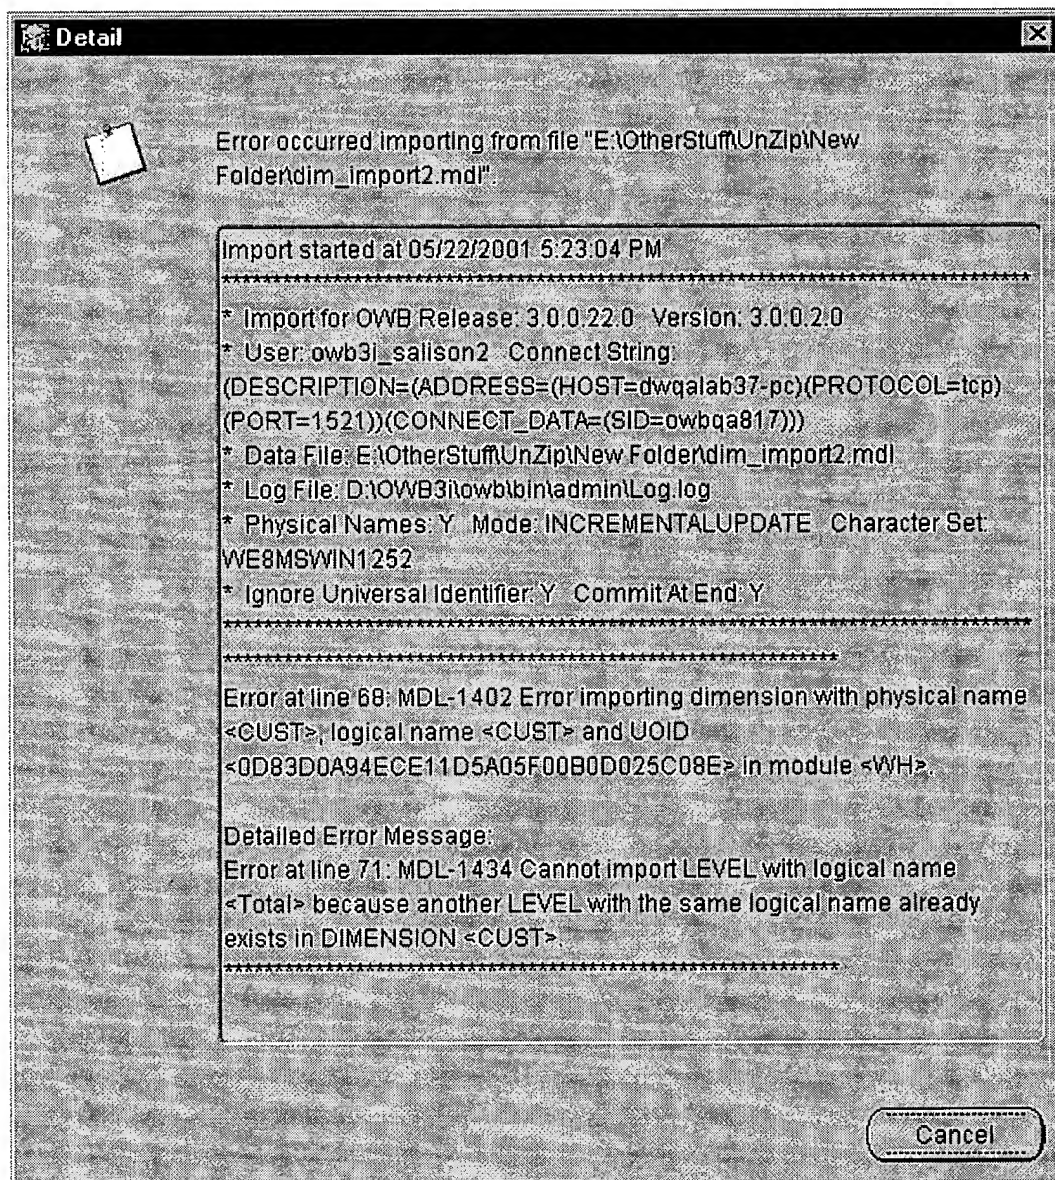 Detail
Error occurred importing from file "E:\OtherStuff\UnZip\New
Folder\dim_import2.mdl".
Import started at 05/22/2001 5:23:04 PM
********************************************************************************
* Import for OWB Release: 3.0.0.22.0 Version: 3.0.0.2.0
* User: owb3i_salison2 Connect String:
(DESCRIPTION=(ADDRESS=(HOST=dwqalab37-pc)(PROTOCOL=tcp)
(PORT=1521))(CONNECT_DATA=(SID=owbqa817)))
* Data File: E:\OtherStuff\UnZip\New Folder\dim_import2.mdl
* Log File: D:\OWB3i\owb\bin\admin\Log.log
* Physical Names: Y Mode: INCREMENTALUPDATE Character Set:
WE8MSWIN1252
* Ignore Universal Identifier: Y Commit At End: Y
********************************************************************************
*************************************************************
Error at line 68: MDL-1402 Error importing dimension with physical name
<CUST>, logical name <CUST> and UOID
<0D83D0A94ECE11D5A05F00B0D025C08E> in module <WH>.
Detailed Error Message:
Error at line 71: MDL-1434 Cannot import LEVEL with logical name
<Total> because another LEVEL with the same logical name already
exists in DIMENSION <CUST>.
*************************************************************
Cancel